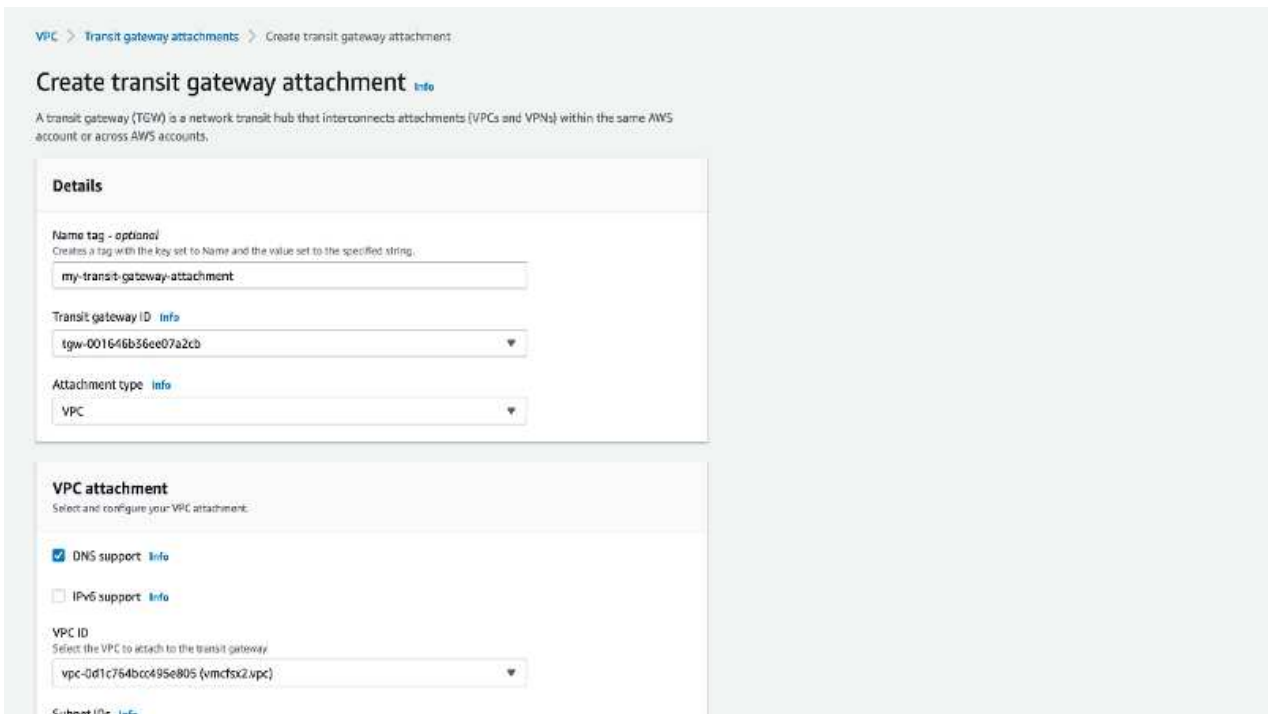 VPC > Transit gateway attachments > Create transit gateway attachment
Create transit gateway attachment Info
A transit gateway (TGW) is a network transit hub that interconnects attachments (VPCs and VPNs) within the same AWS
account or across AWS accounts.
Details
Name tag - optional
Creates a tag with the key set to Name and the value set to the specified string.
my-transit-gateway-attachment
Transit gateway ID Info
tgw-001646b36ee07a2cb
Attachment type Info
VPC
VPC attachment
Select and configure your VPC attachment.
DNS support Info
IPv6 support Info
VPC ID
Select the VPC to attach to the transit gateway.
vpc-0d1c764bcc495e805 (vmcfsx2.vpc)
Subnet IDs Info